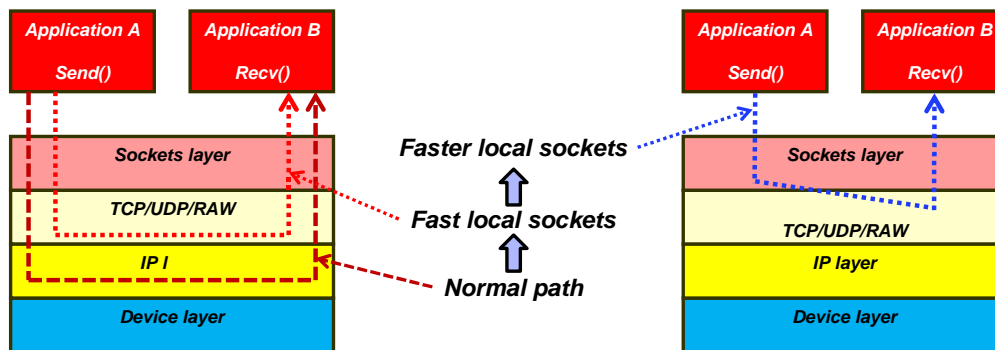 Application A
Send()
Application B
Recv()
Sockets layer
TCP/UDP/RAW
IP l
Device layer
Faster local sockets
Fast local sockets
Normal path
Application A
Send()
Application B
Recv()
Sockets layer
TCP/UDP/RAW
IP layer
Device layer